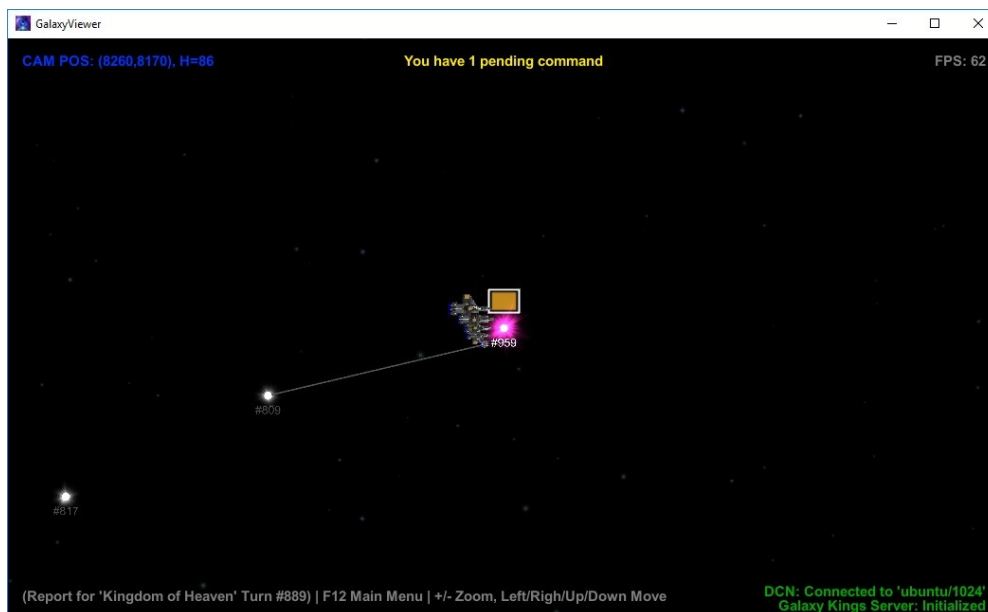 GalaxyViewer
CAM POS: (8260,8170), H=86
You have 1 pending command
FPS: 62
#959
#809
#817
(Report for 'Kingdom of Heaven' Turn #889) | F12 Main Menu | +/- Zoom, Left/Righ/Up/Down Move
DCN: Connected to 'ubuntu/1024'
Galaxy Kings Server: Initialized